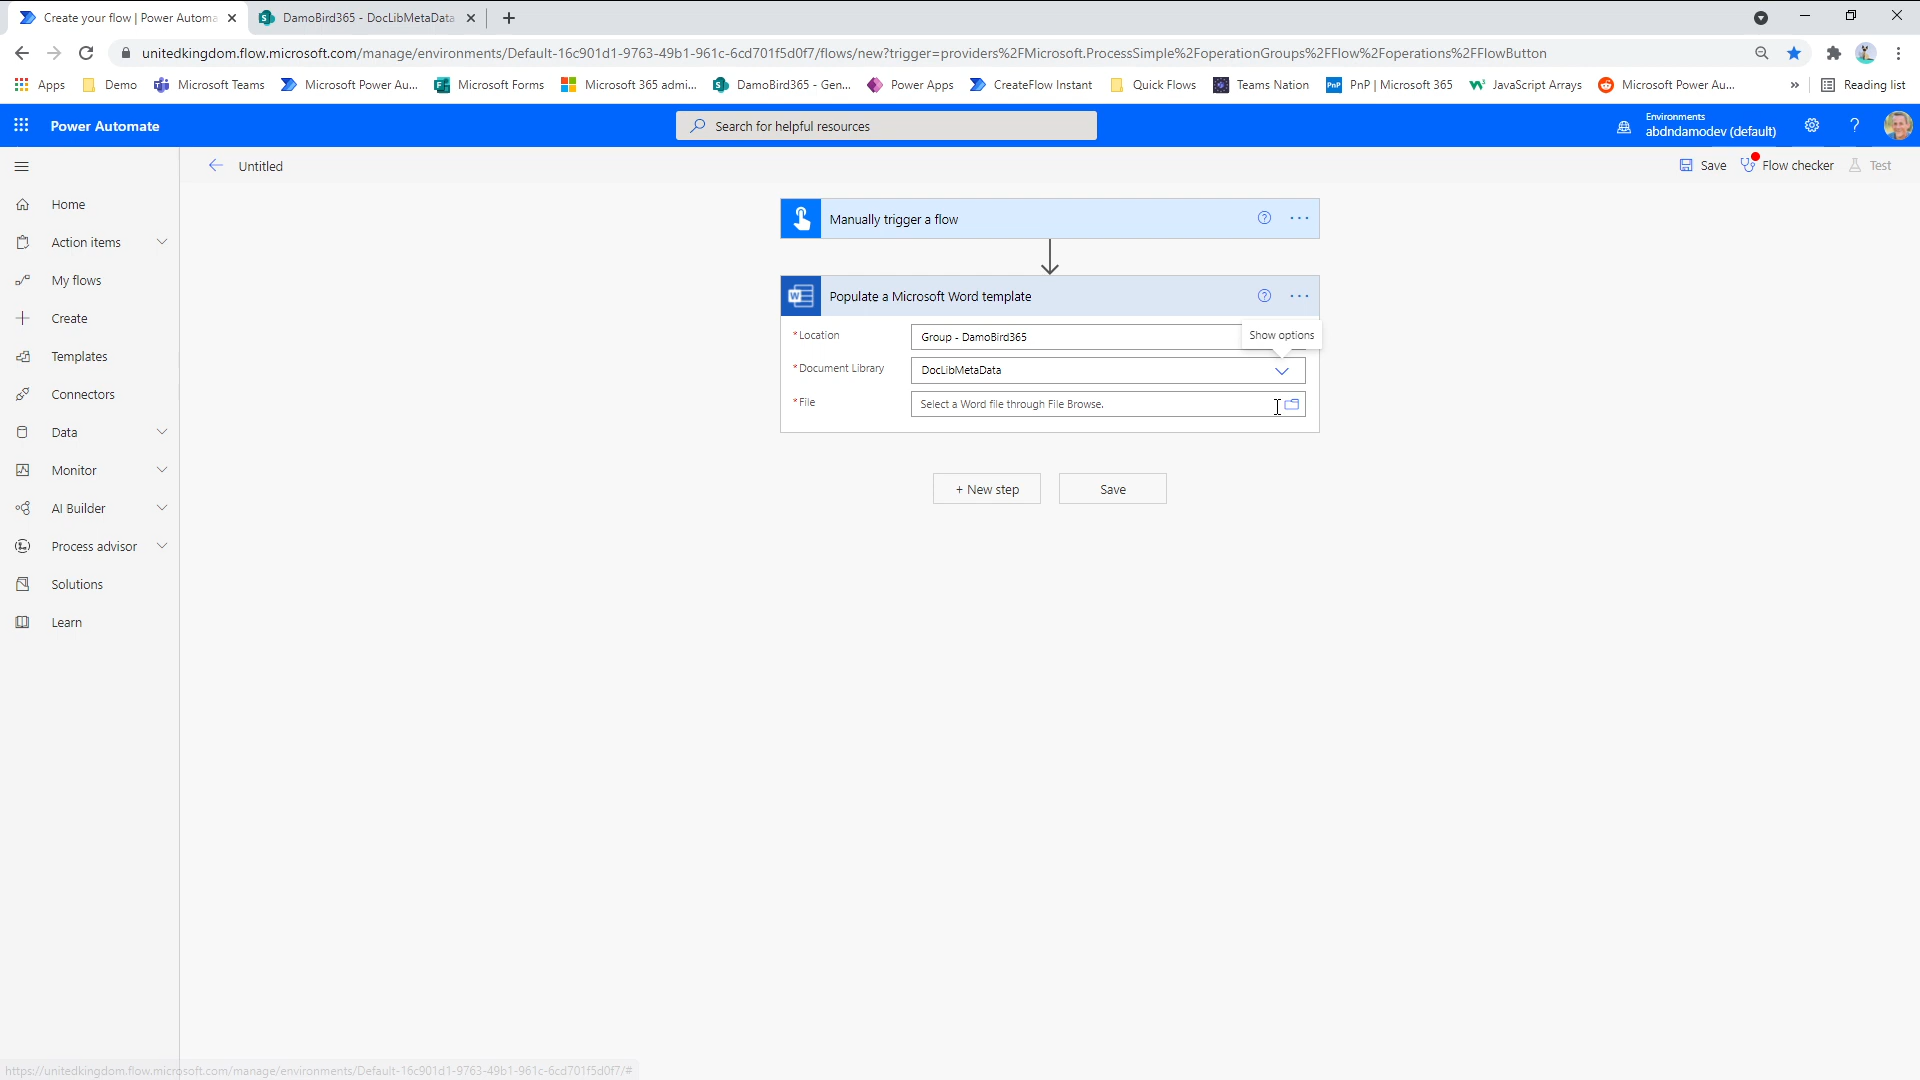 Create your flow | Power Automa
DamoBird365 - DocLibMetaData
unitedkingdom.flow.microsoft.com/manage/environments/Default-16c901d1-9763-49b1-961c-6cd701f5d0f7/flows/new?trigger=providers%2FMicrosoft.ProcessSimple%2FoperationGroups%2FFlow%2Foperations%2FFlowButton
Apps Demo Microsoft Teams Microsoft Power Au... Microsoft Forms Microsoft 365 admi... DamoBird365 - Gen... Power Apps CreateFlow Instant Quick Flows Teams Nation PnP | Microsoft 365 JavaScript Arrays Microsoft Power Au... » Reading list
Power Automate
Search for helpful resources
Environments
abdndamodev (default)
Untitled
Save Flow checker Test
Home
Action items
My flows
Create
Templates
Connectors
Data
Monitor
AI Builder
Process advisor
Solutions
Learn
Manually trigger a flow
Populate a Microsoft Word template
*Location Group - DamoBird365
Show options
*Document Library DocLibMetaData
*File Select a Word file through File Browse.
+ New step Save
https://unitedkingdom.flow.microsoft.com/manage/environments/Default-16c901d1-9763-49b1-961c-6cd701f5d0f7/#